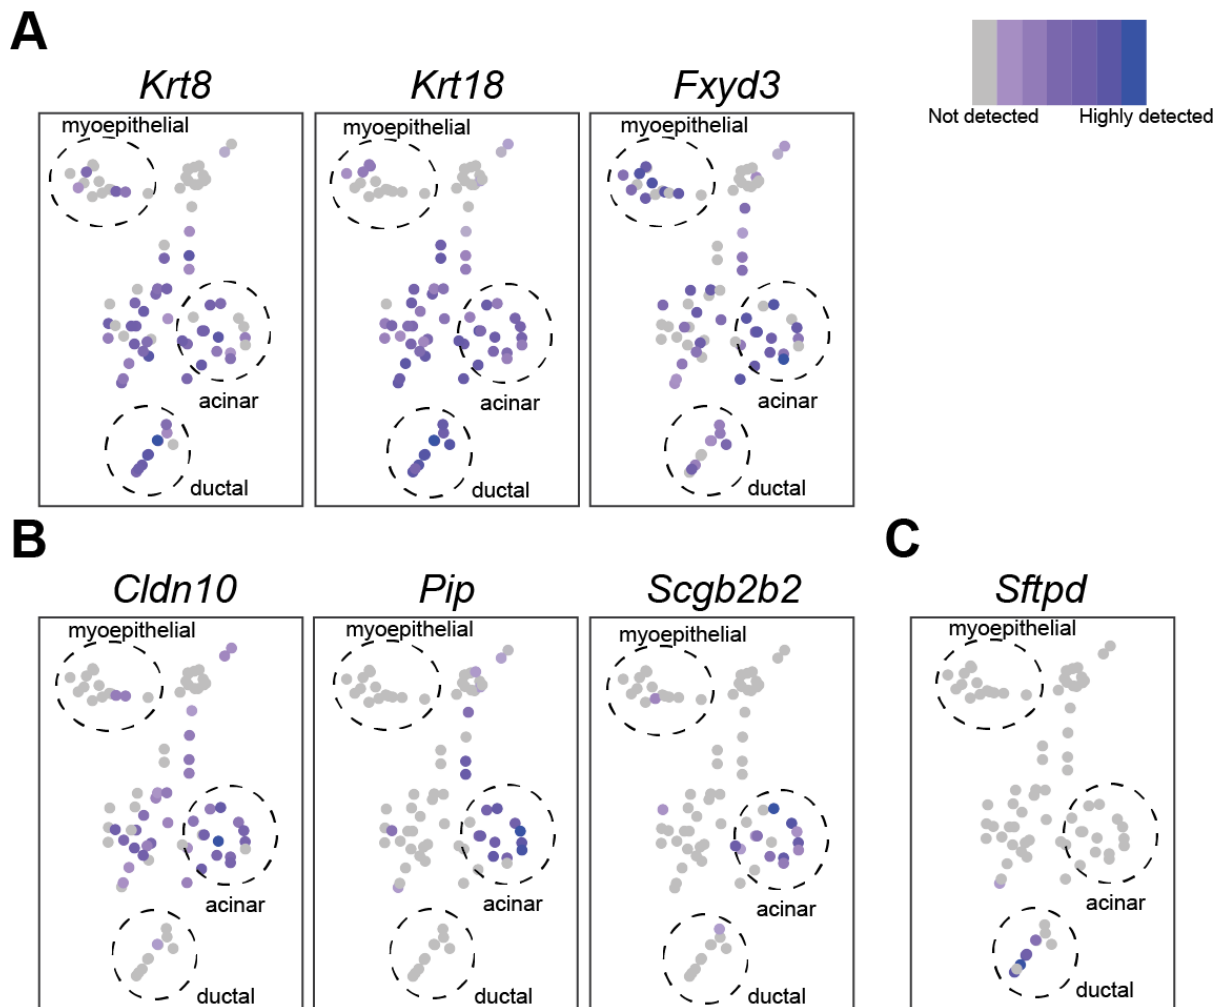 A
Not detected Highly detected
Krt8 Krt18 Fxyd3
myoepithelial myoepithelial myoepithelial
acinar acinar acinar
ductal ductal ductal
B C
Cldn10 Pip Scgb2b2 Sftpd
myoepithelial myoepithelial myoepithelial myoepithelial
acinar acinar acinar acinar
ductal ductal ductal ductal